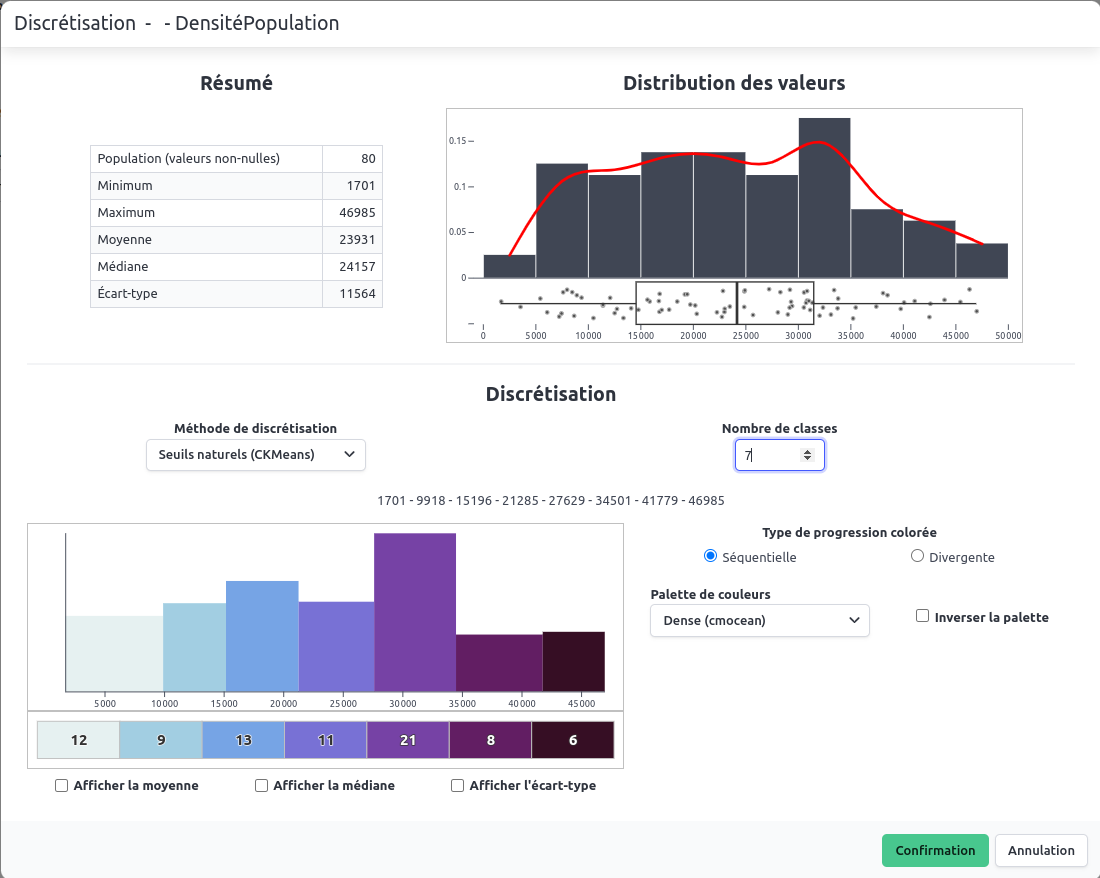 Discrétisation - - DensitéPopulation
Résumé
Population (valeurs non-nulles) 80
Minimum 1701
Maximum 46985
Moyenne 23931
Médiane 24157
Écart-type 11564
Distribution des valeurs
0.15
0.1
0.05
0
0 5000 10000 15000 20000 25000 30000 35000 40000 45000 50000
Discrétisation
Méthode de discrétisation
Seuils naturels (CKMeans)
Nombre de classes
7
1701 - 9918 - 15196 - 21285 - 27629 - 34501 - 41779 - 46985
5000 10000 15000 20000 25000 30000 35000 40000 45000
12 9 13 11 21 8 6
Afficher la moyenne Afficher la médiane Afficher l'écart-type
Type de progression colorée
Séquentielle Divergente
Palette de couleurs
Dense (cmocean)
Inverser la palette
Confirmation Annulation